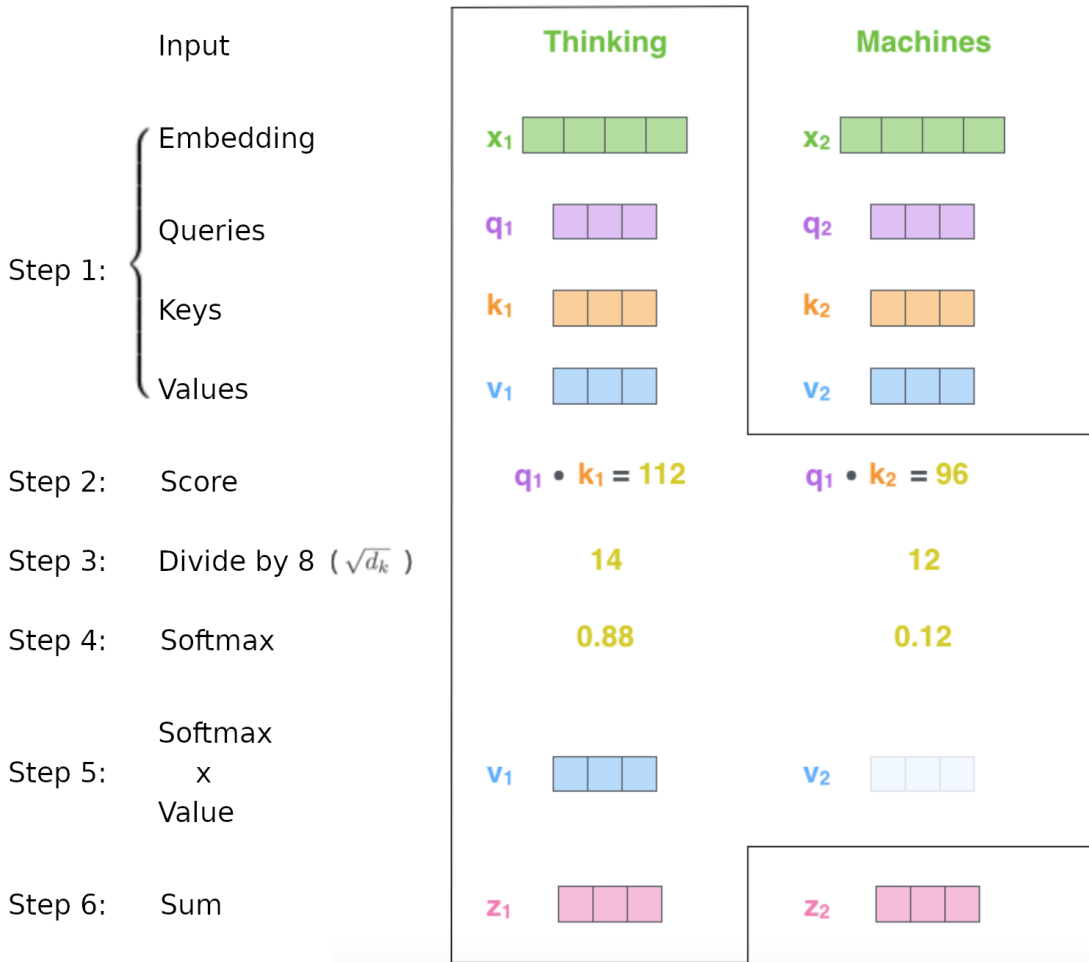 Input Thinking Machines
Embedding x₁ x₂
Queries q₁ q₂
Step 1:
Keys k₁ k₂
Values v₁ v₂
Step 2: Score q₁ • k₁ = 112 q₁ • k₂ = 96
Step 3: Divide by 8 ( √dₖ ) 14 12
Step 4: Softmax 0.88 0.12
Softmax
Step 5: x v₁ v₂
Value
Step 6: Sum z₁ z₂